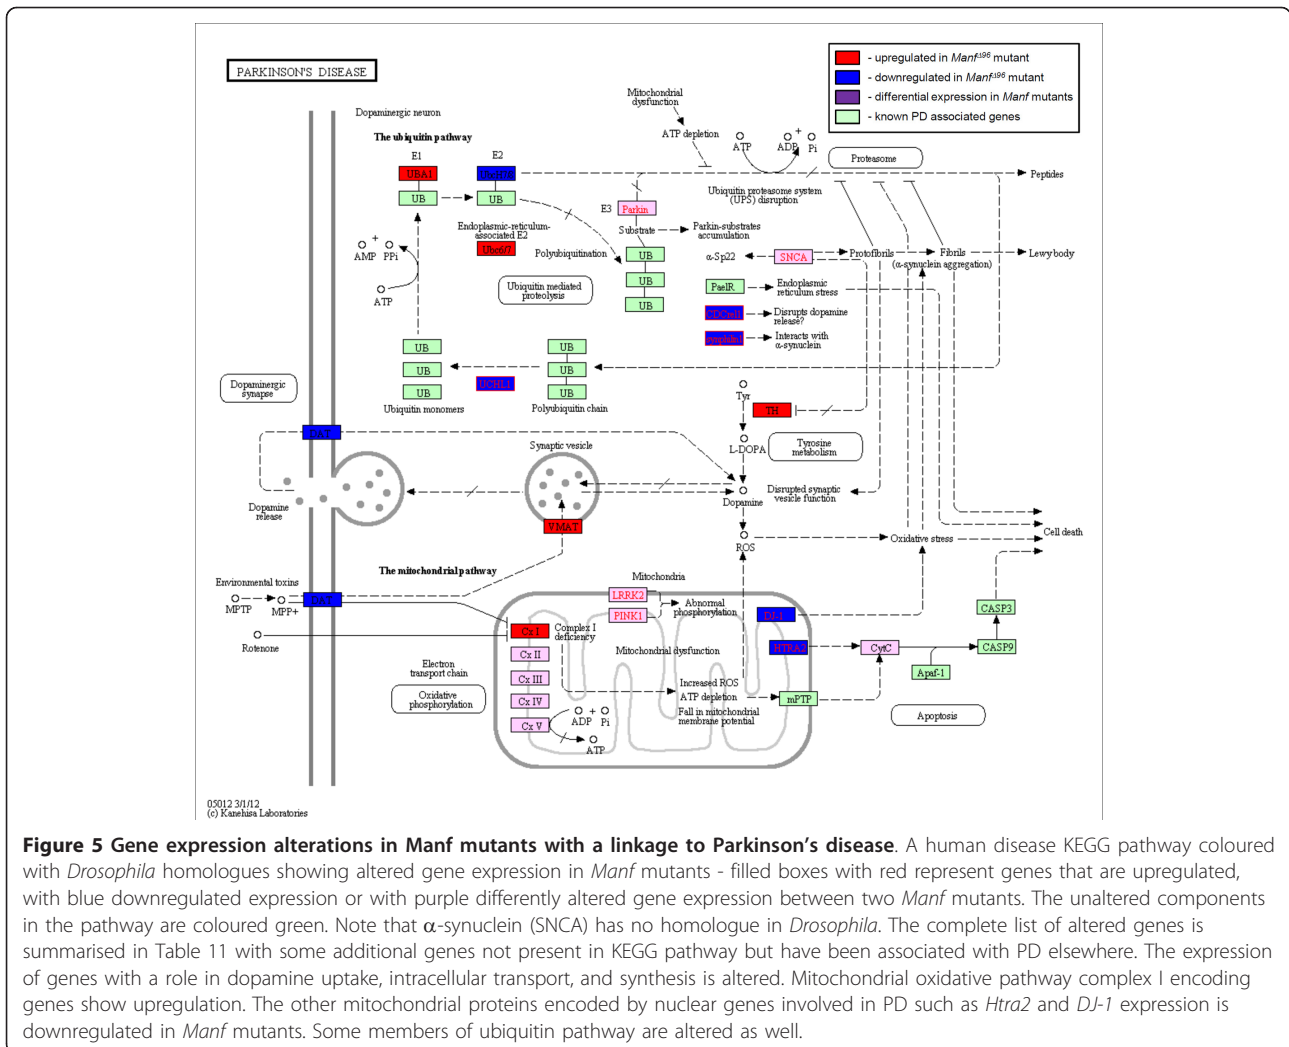 PARKINSON'S DISEASE
- upregulated in Manf^Δ96 mutant
- downregulated in Manf^Δ96 mutant
- differential expression in Manf mutants
- known PD associated genes
Dopaminergic neuron
The ubiquitin pathway
E1
E2
UBA1
UB
UB
Mitochondrial
dysfunction
ATP depletion
ATP
ADP
+
Pi
Proteasome
Peptides
Ubiquitin proteasome system
(UPS) disruption
E3
Parkin
Substrate
Parkin-substrates
accumulation
Endoplasmic-reticulum-
associated E2
Ubc6/7
Polyubiquitination
UB
UB
UB
Ubiquitin mediated
proteolysis
AMP
+
PPi
ATP
α-Sp22
SNCA
Protofibrils
Fibrils
(α-synuclein aggregation)
Lewy body
PaelR
Endoplasmic
reticulum stress
Disrupts dopamine
release?
Interacts with
α-synuclein
UB
UB
UB
Ubiquitin monomers
UCHL1
UB
UB
UB
Polyubiquitin chain
Dopaminergic
synapse
DAT
Synaptic vesicle
Dopamine
release
VMAT
Tyr
TH
L-DOPA
Tyrosine
metabolism
Dopamine
Disrupted synaptic
vesicle function
ROS
Oxidative stress
Cell death
The mitochondrial pathway
Environmental toxins
MPTP
MPP+
DAT
Rotenone
Mitochondria
LRRK2
PINK1
Abnormal
phosphorylation
DJ-1
HTRA2
Cx I
Complex I
deficiency
Cx II
Cx III
Cx IV
Cx V
Mitochondrial dysfunction
Electron
transport chain
Oxidative
phosphorylation
Increased ROS
ATP depletion
Fall in mitochondrial
membrane potential
ADP
+
Pi
ATP
mPTP
CytC
Apaf-1
CASP9
CASP3
Apoptosis
05012 3/1/12
(c) Kanehisa Laboratories
Figure 5 Gene expression alterations in Manf mutants with a linkage to Parkinson's disease. A human disease KEGG pathway coloured
with Drosophila homologues showing altered gene expression in Manf mutants - filled boxes with red represent genes that are upregulated,
with blue downregulated expression or with purple differently altered gene expression between two Manf mutants. The unaltered components
in the pathway are coloured green. Note that α-synuclein (SNCA) has no homologue in Drosophila. The complete list of altered genes is
summarised in Table 11 with some additional genes not present in KEGG pathway but have been associated with PD elsewhere. The expression
of genes with a role in dopamine uptake, intracellular transport, and synthesis is altered. Mitochondrial oxidative pathway complex I encoding
genes show upregulation. The other mitochondrial proteins encoded by nuclear genes involved in PD such as Htra2 and DJ-1 expression is
downregulated in Manf mutants. Some members of ubiquitin pathway are altered as well.